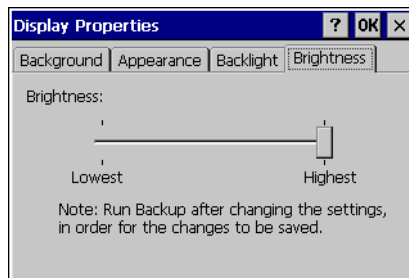 Display Properties ? OK ×
Background Appearance Backlight Brightness
Brightness:
Lowest Highest
Note: Run Backup after changing the settings,
in order for the changes to be saved.